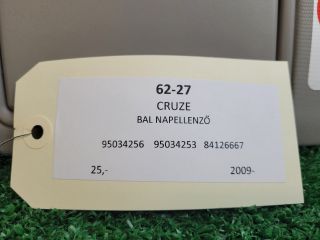 62-27
CRUZE
BAL NAPELLENZŐ
95034256 95034253 84126667
25,- 2009-